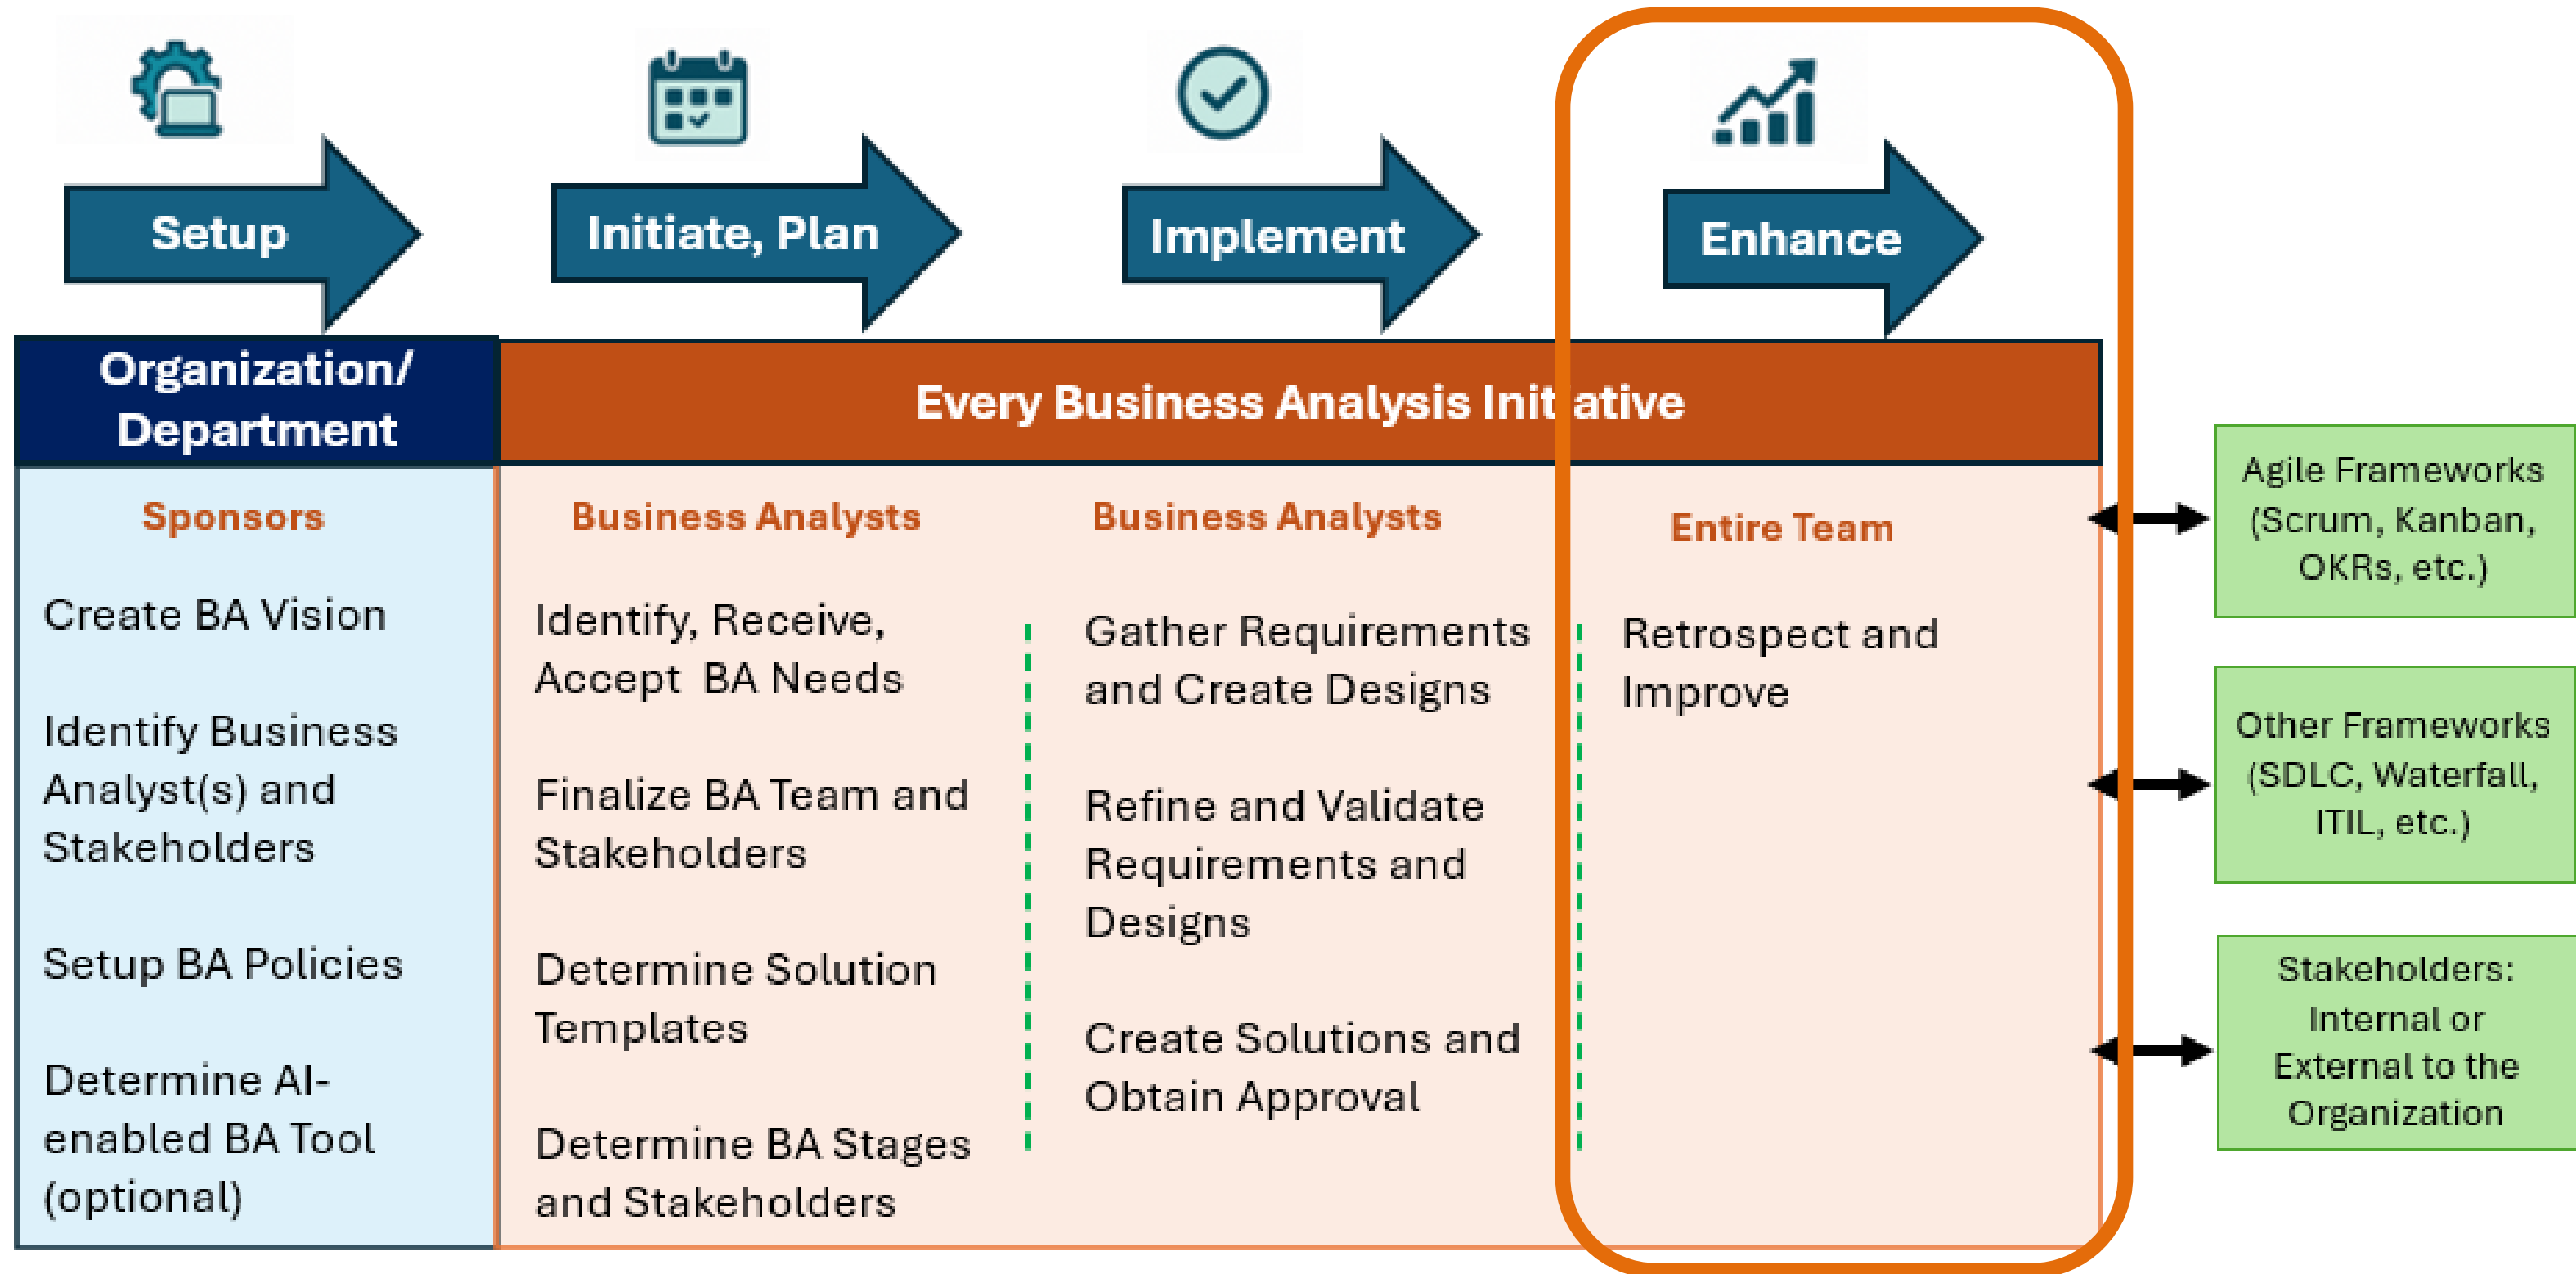 Setup
Initiate, Plan
Implement
Enhance
Organization/
Department
Every Business Analysis Initiative
Sponsors
Create BA Vision
Identify Business
Analyst(s) and
Stakeholders
Setup BA Policies
Determine AI-
enabled BA Tool
(optional)
Business Analysts
Identify, Receive,
Accept BA Needs
Finalize BA Team and
Stakeholders
Determine Solution
Templates
Determine BA Stages
and Stakeholders
Business Analysts
Gather Requirements
and Create Designs
Refine and Validate
Requirements and
Designs
Create Solutions and
Obtain Approval
Entire Team
Retrospect and
Improve
Agile Frameworks
(Scrum, Kanban,
OKRs, etc.)
Other Frameworks
(SDLC, Waterfall,
ITIL, etc.)
Stakeholders:
Internal or
External to the
Organization